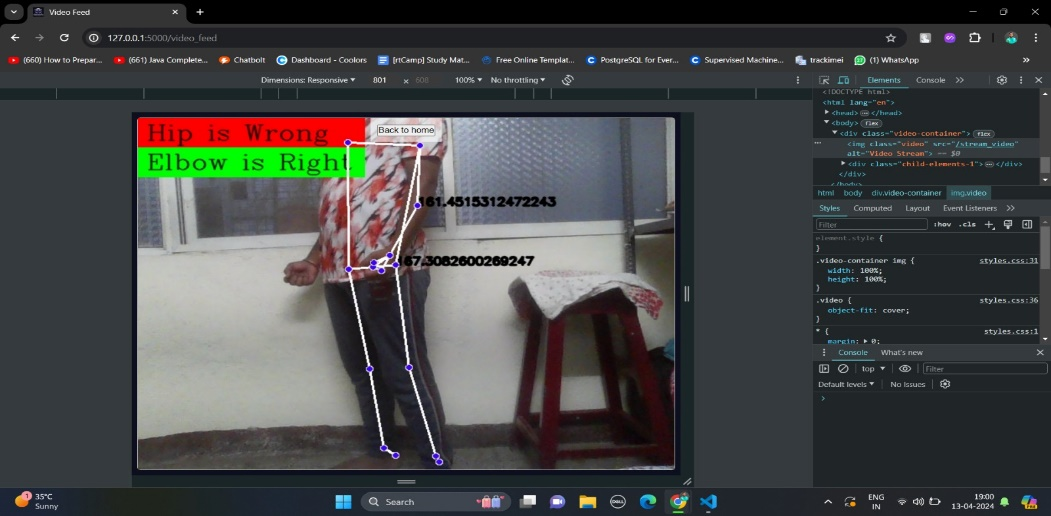 Video Feed
127.0.0.1:5000/video_feed
(660) How to Prepar... (661) Java Complete... Chatbolt Dashboard - Coolors [rtCamp] Study Mat... Free Online Templat... PostgreSQL for Ever... Supervised Machine... trackimei (1) WhatsApp
Dimensions: Responsive 801 × 608 100% No throttling
Elements Console
<!DOCTYPE html>
<html lang="en">
<head> </head>
<body> flex
<div class="video-container"> flex
<img class="video" src="/stream_video"
alt="Video Stream"> == $0
<div class="child-elements-1"> </div>
</div>
</body>
html body div.video-container img.video
Styles Computed Layout Event Listeners
Filter :hov .cls
element.style {
}
.video-container img { styles.css:31
width: 100%;
height: 100%;
}
.video { styles.css:36
object-fit: cover;
}
* { styles.css:1
margin: 0;
Console What's new
top Filter
Default levels No Issues
Hip is Wrong
Back to home
Elbow is Right
161.4515312472243
67.3082600269247
35°C
Sunny
Search
DELL
ENG
IN
19:00
13-04-2024